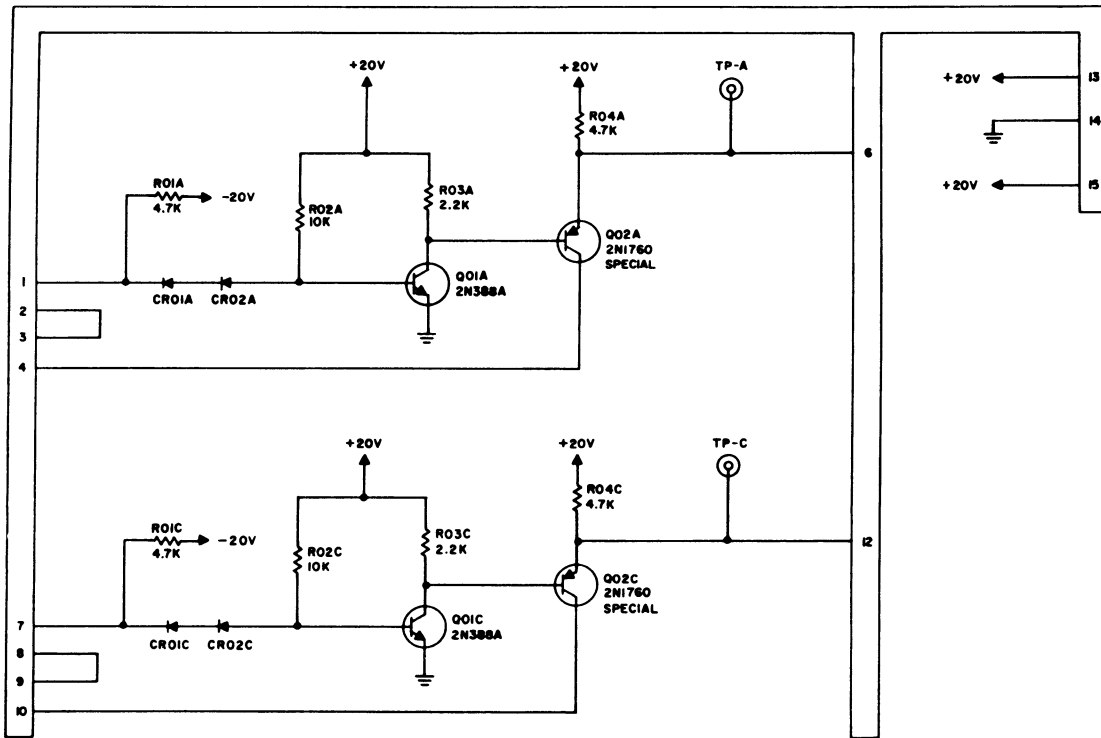 +20V
+20V
TP-A
+20V
13
R04A
4.7K
14
6
R01A
4.7K
-20V
R02A
10K
R03A
2.2K
+20V
15
Q02A
2N1760
SPECIAL
1
CR01A
CR02A
Q01A
2N388A
2
3
4
+20V
+20V
TP-C
R04C
4.7K
R01C
4.7K
-20V
R02C
10K
R03C
2.2K
12
Q02C
2N1760
SPECIAL
7
CR01C
CR02C
Q01C
2N388A
8
9
10